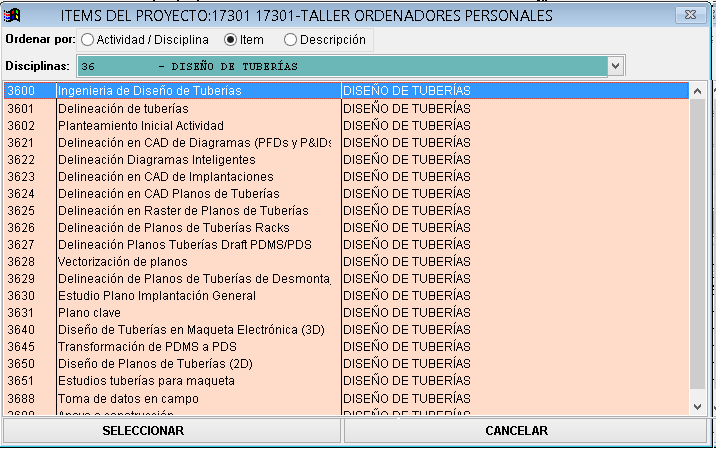 ITEMS DEL PROYECTO:17301 17301-TALLER ORDENADORES PERSONALES
Ordenar por: Actividad / Disciplina Item Descripción
Disciplinas: 36 - DISEÑO DE TUBERÍAS
3600 Ingenieria de Diseño de Tuberías DISEÑO DE TUBERÍAS
3601 Delineación de tuberías DISEÑO DE TUBERÍAS
3602 Planteamiento Inicial Actividad DISEÑO DE TUBERÍAS
3621 Delineación en CAD de Diagramas (PFDs y P&IDs DISEÑO DE TUBERÍAS
3622 Delineación Diagramas Inteligentes DISEÑO DE TUBERÍAS
3623 Delineación en CAD de Implantaciones DISEÑO DE TUBERÍAS
3624 Delineación en CAD Planos de Tuberías DISEÑO DE TUBERÍAS
3625 Delineación en Raster de Planos de Tuberías DISEÑO DE TUBERÍAS
3626 Delineación de Planos de Tuberías Racks DISEÑO DE TUBERÍAS
3627 Delineación Planos Tuberías Draft PDMS/PDS DISEÑO DE TUBERÍAS
3628 Vectorización de planos DISEÑO DE TUBERÍAS
3629 Delineación de Planos de Tuberías de Desmonta DISEÑO DE TUBERÍAS
3630 Estudio Plano Implantación General DISEÑO DE TUBERÍAS
3631 Plano clave DISEÑO DE TUBERÍAS
3640 Diseño de Tuberías en Maqueta Electrónica (3D) DISEÑO DE TUBERÍAS
3645 Transformación de PDMS a PDS DISEÑO DE TUBERÍAS
3650 Diseño de Planos de Tuberías (2D) DISEÑO DE TUBERÍAS
3651 Estudios tuberías para maqueta DISEÑO DE TUBERÍAS
3688 Toma de datos en campo DISEÑO DE TUBERÍAS
Apoyo a construcción DISEÑO DE TUBERÍAS
SELECCIONAR CANCELAR